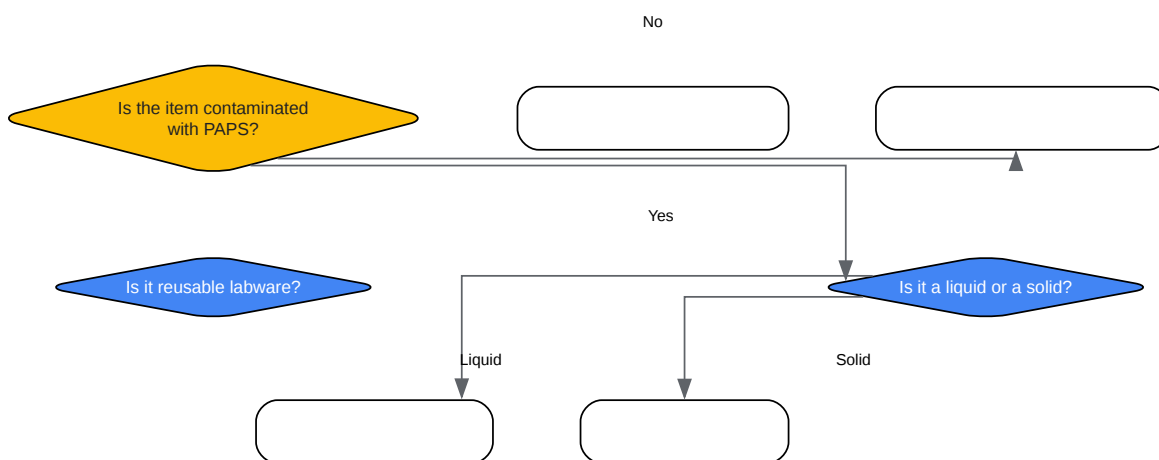 No
Is the item contaminated
with PAPS?
Yes
Is it reusable labware?
Is it a liquid or a solid?
Liquid
Solid